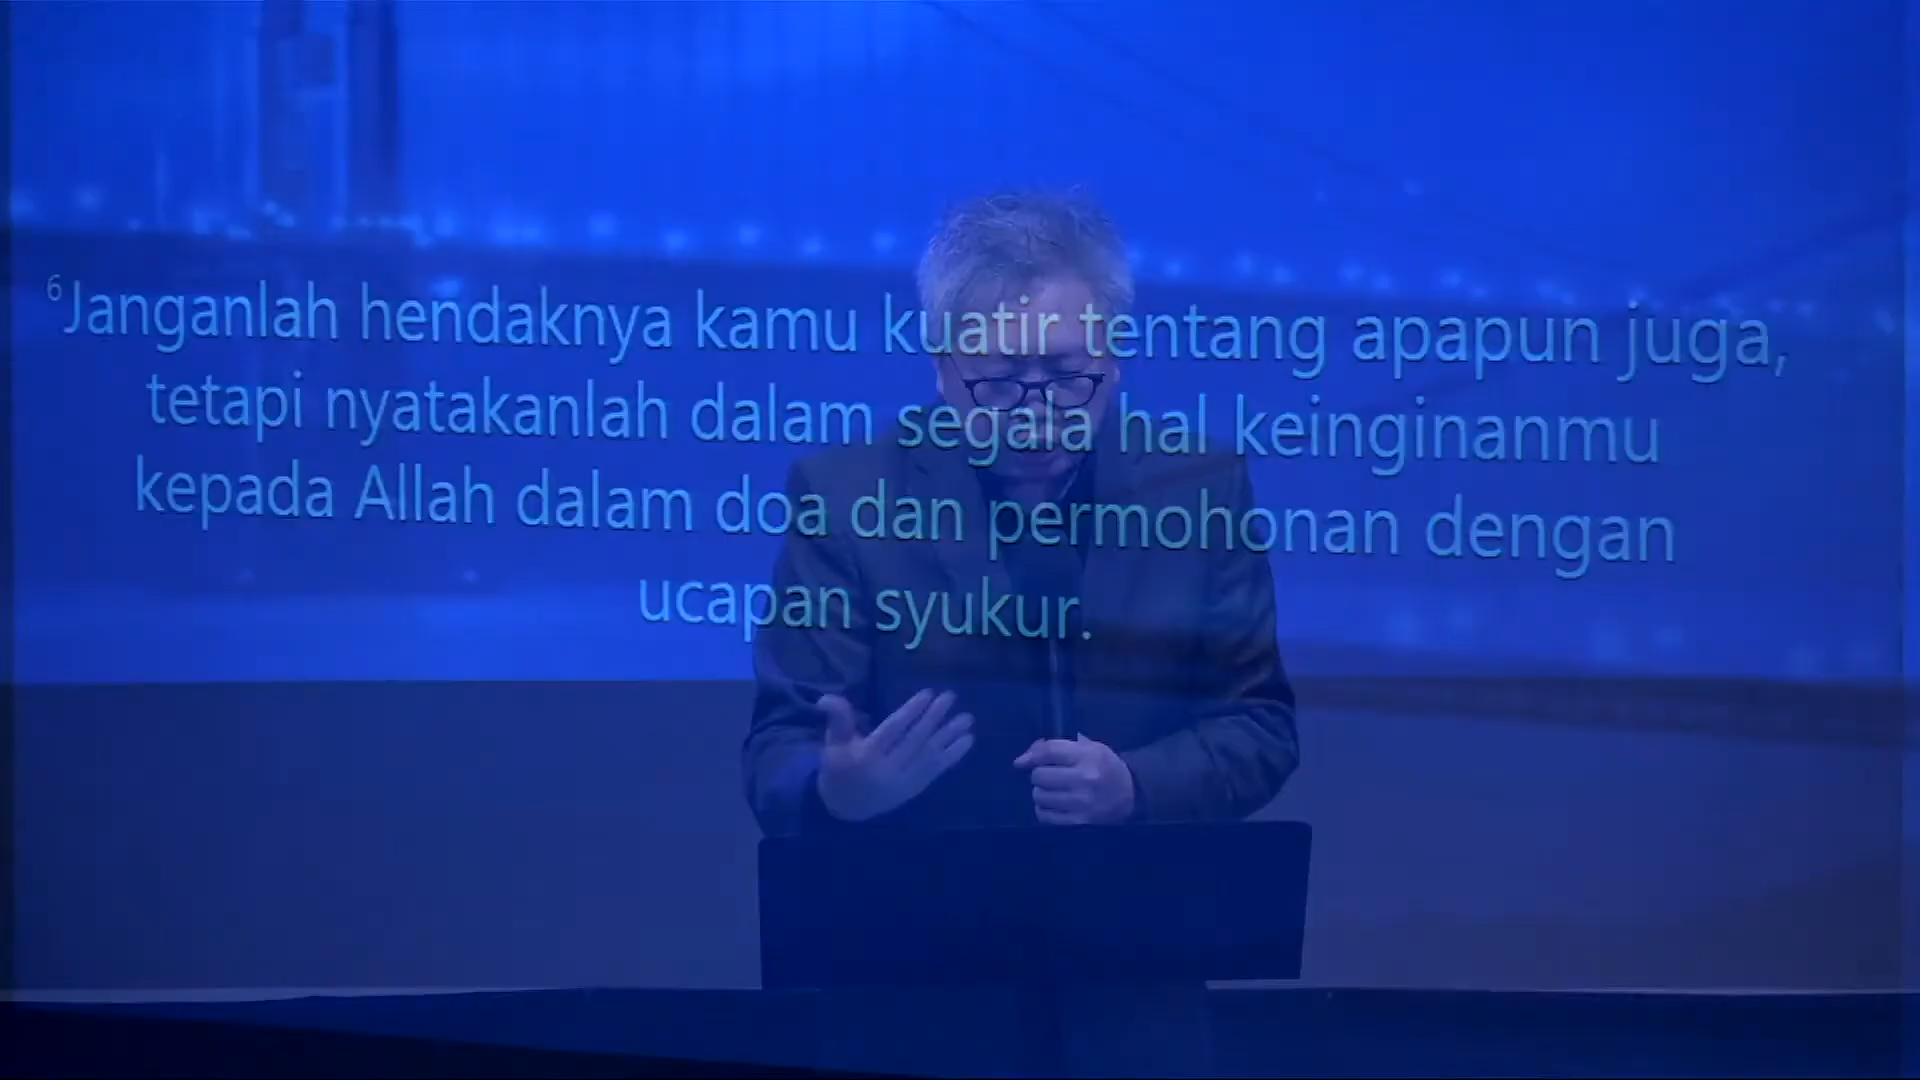 ⁶Janganlah hendaknya kamu kuatir tentang apapun juga,
tetapi nyatakanlah dalam segala hal keinginanmu
kepada Allah dalam doa dan permohonan dengan
ucapan syukur.